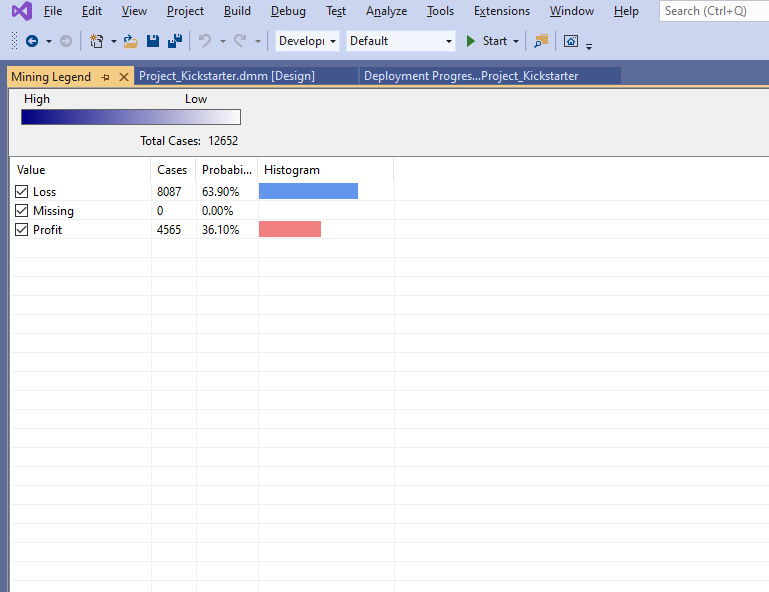 File Edit View Project Build Debug Test Analyze Tools Extensions Window Help Search (Ctrl+Q)
Develop Default Start
Mining Legend Project_Kickstarter.dmm [Design] Deployment Progres...Project_Kickstarter
High Low
Total Cases: 12652
Value Cases Probabi... Histogram
Loss 8087 63.90%
Missing 0 0.00%
Profit 4565 36.10%